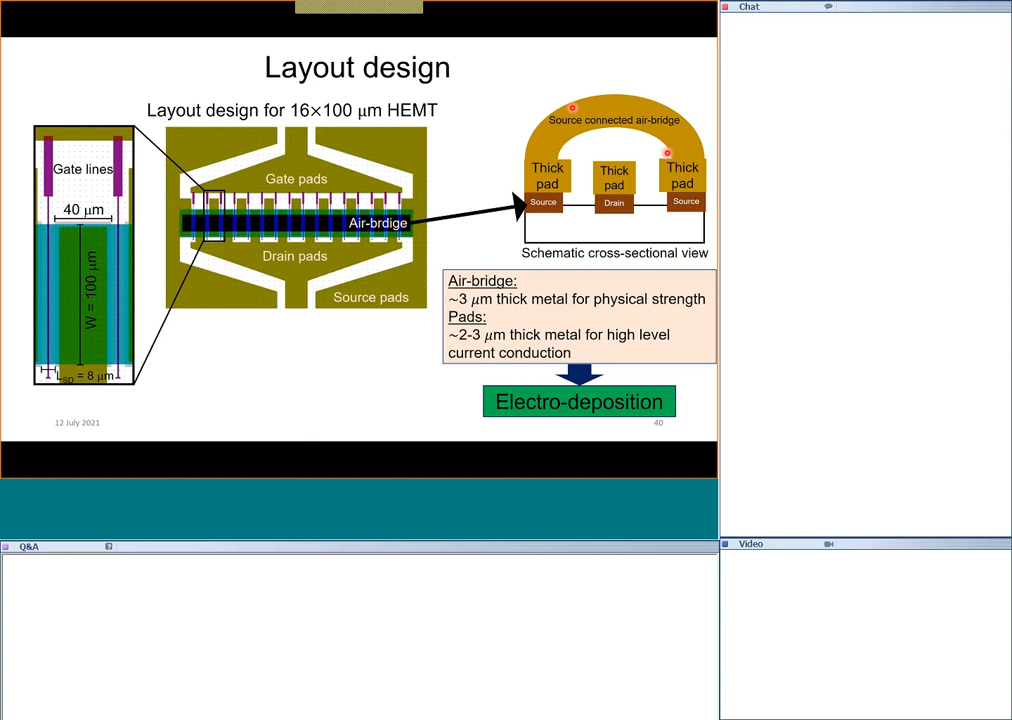 Chat
Layout design
Layout design for 16×100 μm HEMT
Gate lines
40 μm
W = 100 μm
LSD = 8 μm
Gate pads
Air-brdige
Drain pads
Source pads
Source connected air-bridge
Thick
pad
Thick
pad
Thick
pad
Source
Drain
Source
Schematic cross-sectional view
Air-bridge:
~3 μm thick metal for physical strength
Pads:
~2-3 μm thick metal for high level
current conduction
Electro-deposition
12 July 2021
40
Q&A
Video